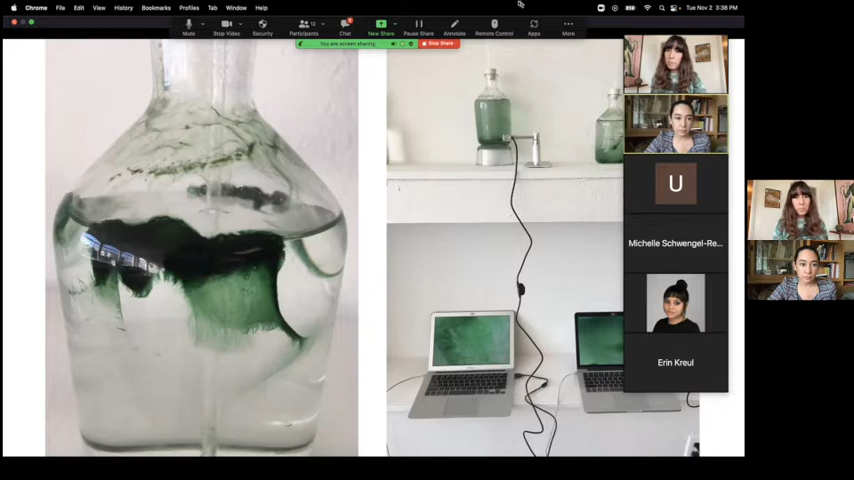 Chrome File Edit View History Bookmarks Profiles Tab Window Help Tue Nov 2 3:38 PM
Mute Stop Video Security Participants 12 Chat New Share Pause Share Annotate Remote Control Apps More
You are screen sharing Stop Share
U
Michelle Schwengel-Re...
Erin Kreul